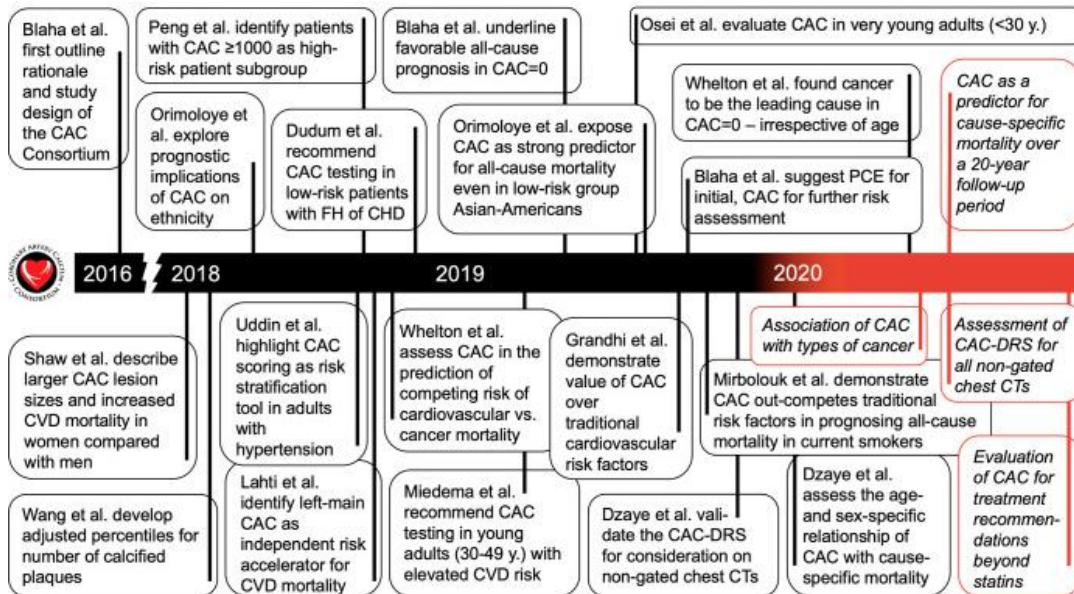 Blaha et al.
first outline
rationale
and study
design of
the CAC
Consortium
Peng et al. identify patients
with CAC ≥1000 as high-
risk patient subgroup
Orimoloye et
al. explore
prognostic
implications
of CAC on
ethnicity
Dudum et al.
recommend
CAC testing in
low-risk patients
with FH of CHD
Blaha et al. underline
favorable all-cause
prognosis in CAC=0
Orimoloye et al. expose
CAC as strong predictor
for all-cause mortality
even in low-risk group
Asian-Americans
Osei et al. evaluate CAC in very young adults (<30 y.)
Whelton et al. found cancer
to be the leading cause in
CAC=0 – irrespective of age
Blaha et al. suggest PCE for
initial, CAC for further risk
assessment
CAC as a
predictor for
cause-specific
mortality over
a 20-year
follow-up
period
CORONARY ARTERY CALCIUM
CONSORTIUM
2016
2018
2019
2020
Shaw et al. describe
larger CAC lesion
sizes and increased
CVD mortality in
women compared
with men
Wang et al. develop
adjusted percentiles for
number of calcified
plaques
Uddin et al.
highlight CAC
scoring as risk
stratification
tool in adults
with
hypertension
Lahti et al.
identify left-main
CAC as
independent risk
accelerator for
CVD mortality
Whelton et al.
assess CAC in the
prediction of
competing risk of
cardiovascular vs.
cancer mortality
Miedema et al.
recommend CAC
testing in young
adults (30-49 y.) with
elevated CVD risk
Grandhi et al.
demonstrate
value of CAC
over
traditional
cardiovascular
risk factors
Dzaye et al. vali-
date the CAC-DRS
for consideration on
non-gated chest CTs
Association of CAC
with types of cancer
Mirbolouk et al. demonstrate
CAC out-competes traditional
risk factors in prognosing all-cause
mortality in current smokers
Dzaye et al.
assess the age-
and sex-specific
relationship of
CAC with cause-
specific mortality
Assessment of
CAC-DRS for
all non-gated
chest CTs
Evaluation
of CAC for
treatment
recommen-
dations
beyond
statins